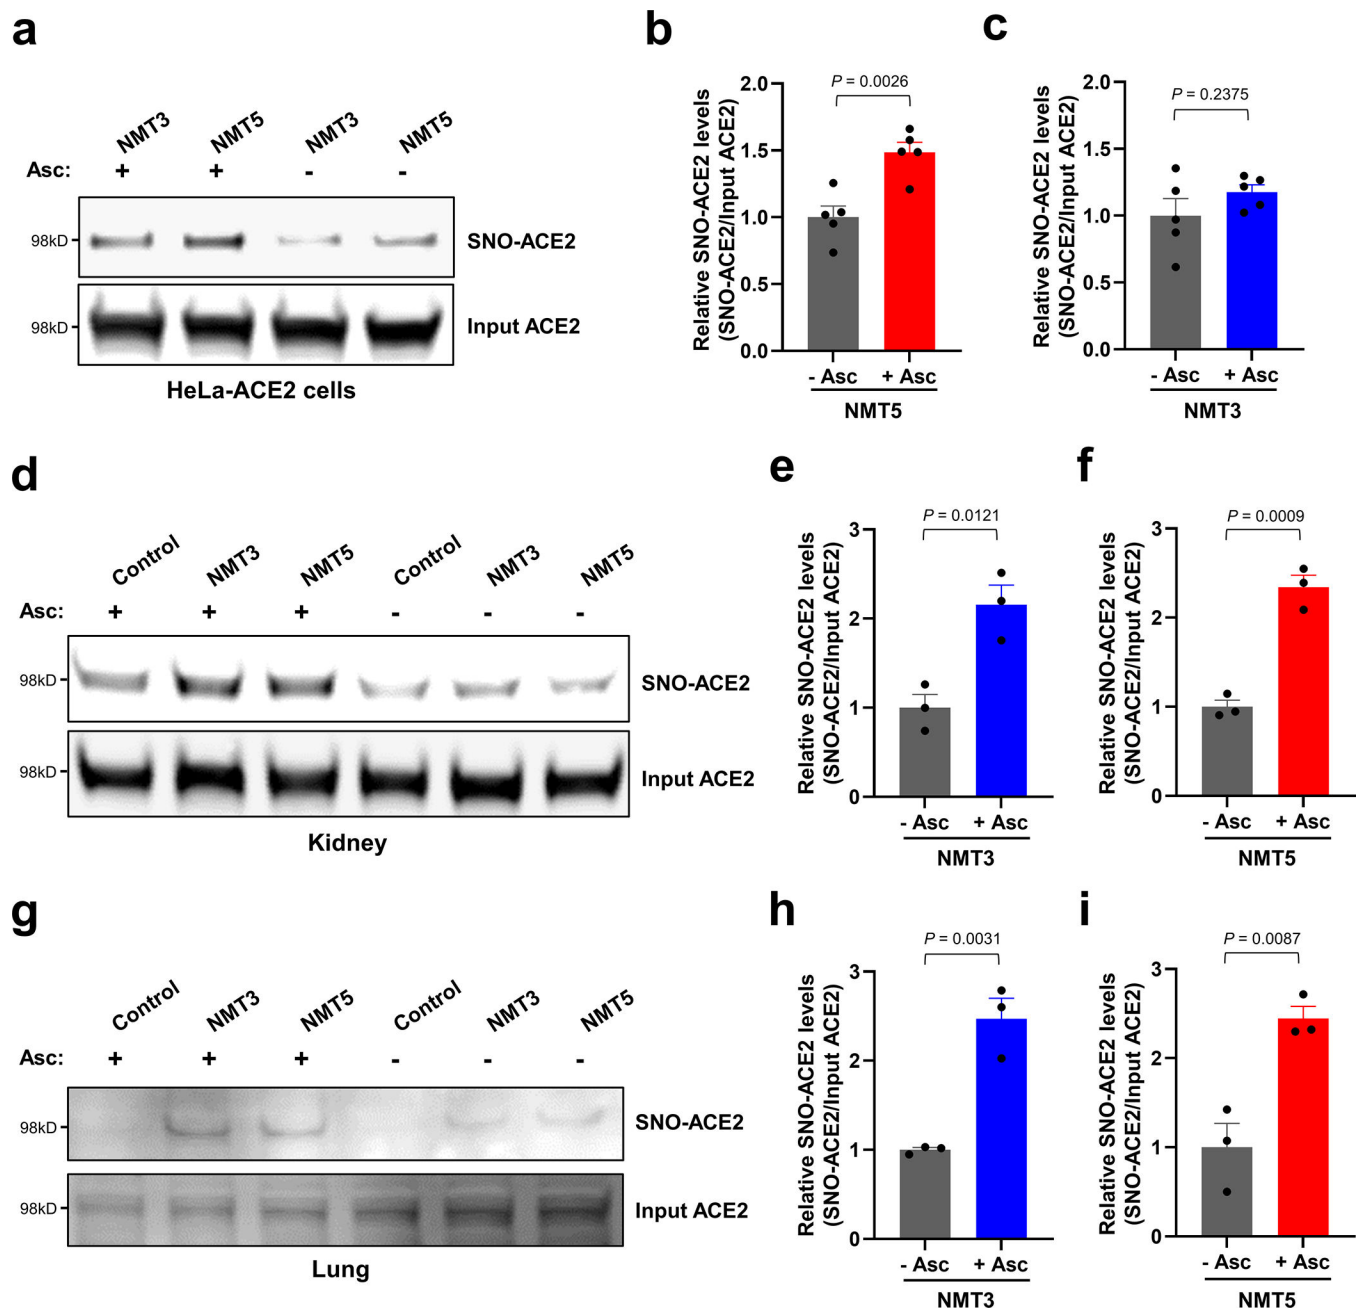 a
NMT3 NMT5 NMT3 NMT5
Asc: + + - -
98kD SNO-ACE2
98kD Input ACE2
HeLa-ACE2 cells
b
Relative SNO-ACE2 levels
(SNO-ACE2/Input ACE2)
P = 0.0026
2.0
1.5
1.0
0.5
0.0
- Asc + Asc
NMT5
c
Relative SNO-ACE2 levels
(SNO-ACE2/Input ACE2)
P = 0.2375
2.0
1.5
1.0
0.5
0.0
- Asc + Asc
NMT3
d
Control NMT3 NMT5 Control NMT3 NMT5
Asc: + + + - - -
98kD SNO-ACE2
98kD Input ACE2
Kidney
e
Relative SNO-ACE2 levels
(SNO-ACE2/Input ACE2)
P = 0.0121
3
2
1
0
- Asc + Asc
NMT3
f
Relative SNO-ACE2 levels
(SNO-ACE2/Input ACE2)
P = 0.0009
3
2
1
0
- Asc + Asc
NMT5
g
Control NMT3 NMT5 Control NMT3 NMT5
Asc: + + + - - -
98kD SNO-ACE2
98kD Input ACE2
Lung
h
Relative SNO-ACE2 levels
(SNO-ACE2/Input ACE2)
P = 0.0031
3
2
1
0
- Asc + Asc
NMT3
i
Relative SNO-ACE2 levels
(SNO-ACE2/Input ACE2)
P = 0.0087
3
2
1
0
- Asc + Asc
NMT5